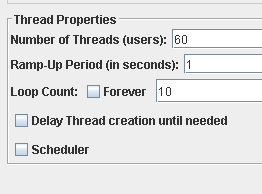 Thread Properties
Number of Threads (users): 60
Ramp-Up Period (in seconds): 1
Loop Count: Forever 10
Delay Thread creation until needed
Scheduler